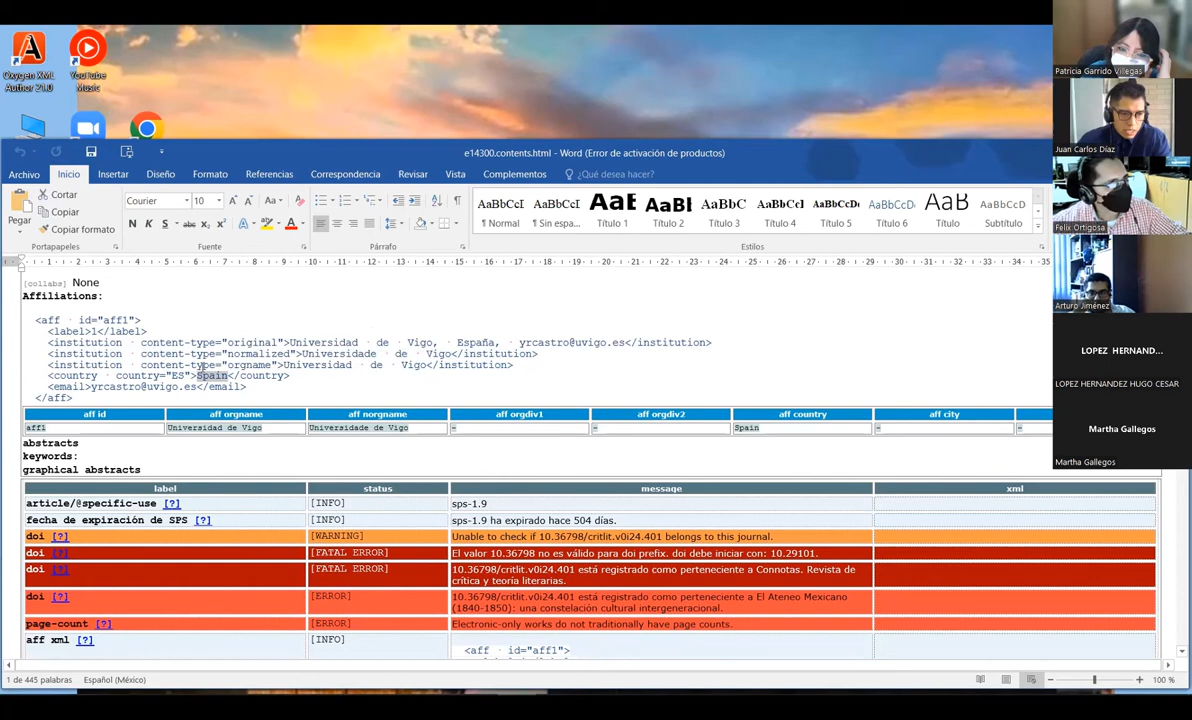 Oxygen XML
Author 21.0
YouTube
Music
Patricia Garrido Villegas
Juan Carlos Díaz
Felix Ortigosa
Arturo Jiménez
LOPEZ HERNAND...
LOPEZ HERNANDEZ HUGO CESAR
Martha Gallegos
Martha Gallegos
e14300.contents.html - Word (Error de activación de productos)
Archivo Inicio Insertar Diseño Formato Referencias Correspondencia Revisar Vista Complementos ¿Qué desea hacer?
Pegar
Cortar
Copiar
Copiar formato
Portapapeles
Courier 10
N K S abc x₂ x²
Fuente
Párrafo
AaBbCcI AaBbCcI AaB AaBb AaBbC AaBbCc AaBbCcDı AaBbCcDd AaB AaBbCcD
¶ Normal ¶ Sin espa... Título 1 Título 2 Título 3 Título 4 Título 5 Título 6 Título Subtítulo
Estilos
[collabs] None
Affiliations:
<aff · id="aff1">
<label>1</label>
<institution · content-type="original">Universidad · de · Vigo, · España, · yrcastro@uvigo.es</institution>
<institution · content-type="normalized">Universidade · de · Vigo</institution>
<institution · content-type="orgname">Universidad · de · Vigo</institution>
<country · country="ES">Spain</country>
<email>yrcastro@uvigo.es</email>
</aff>
aff id aff orgname aff norgname aff orgdiv1 aff orgdiv2 aff country aff city
aff1 Universidad de Vigo Universidade de Vigo - - Spain - -
abstracts
keywords:
graphical abstracts
label status message xml
article/@specific-use [?] [INFO] sps-1.9
fecha de expiración de SPS [?] [INFO] sps-1.9 ha expirado hace 504 días.
doi [?] [WARNING] Unable to check if 10.36798/critlit.v0i24.401 belongs to this journal.
doi [?] [FATAL ERROR] El valor 10.36798 no es válido para doi prefix. doi debe iniciar con: 10.29101.
doi [?] [FATAL ERROR] 10.36798/critlit.v0i24.401 está registrado como perteneciente a Connotas. Revista de
crítica y teoría literarias.
doi [?] [ERROR] 10.36798/critlit.v0i24.401 está registrado como perteneciente a El Ateneo Mexicano
(1840-1850): una constelación cultural intergeneracional.
page-count [?] [ERROR] Electronic-only works do not traditionally have page counts.
aff xml [?] [INFO]
<aff · id="aff1">
1 de 445 palabras Español (México) 100 %